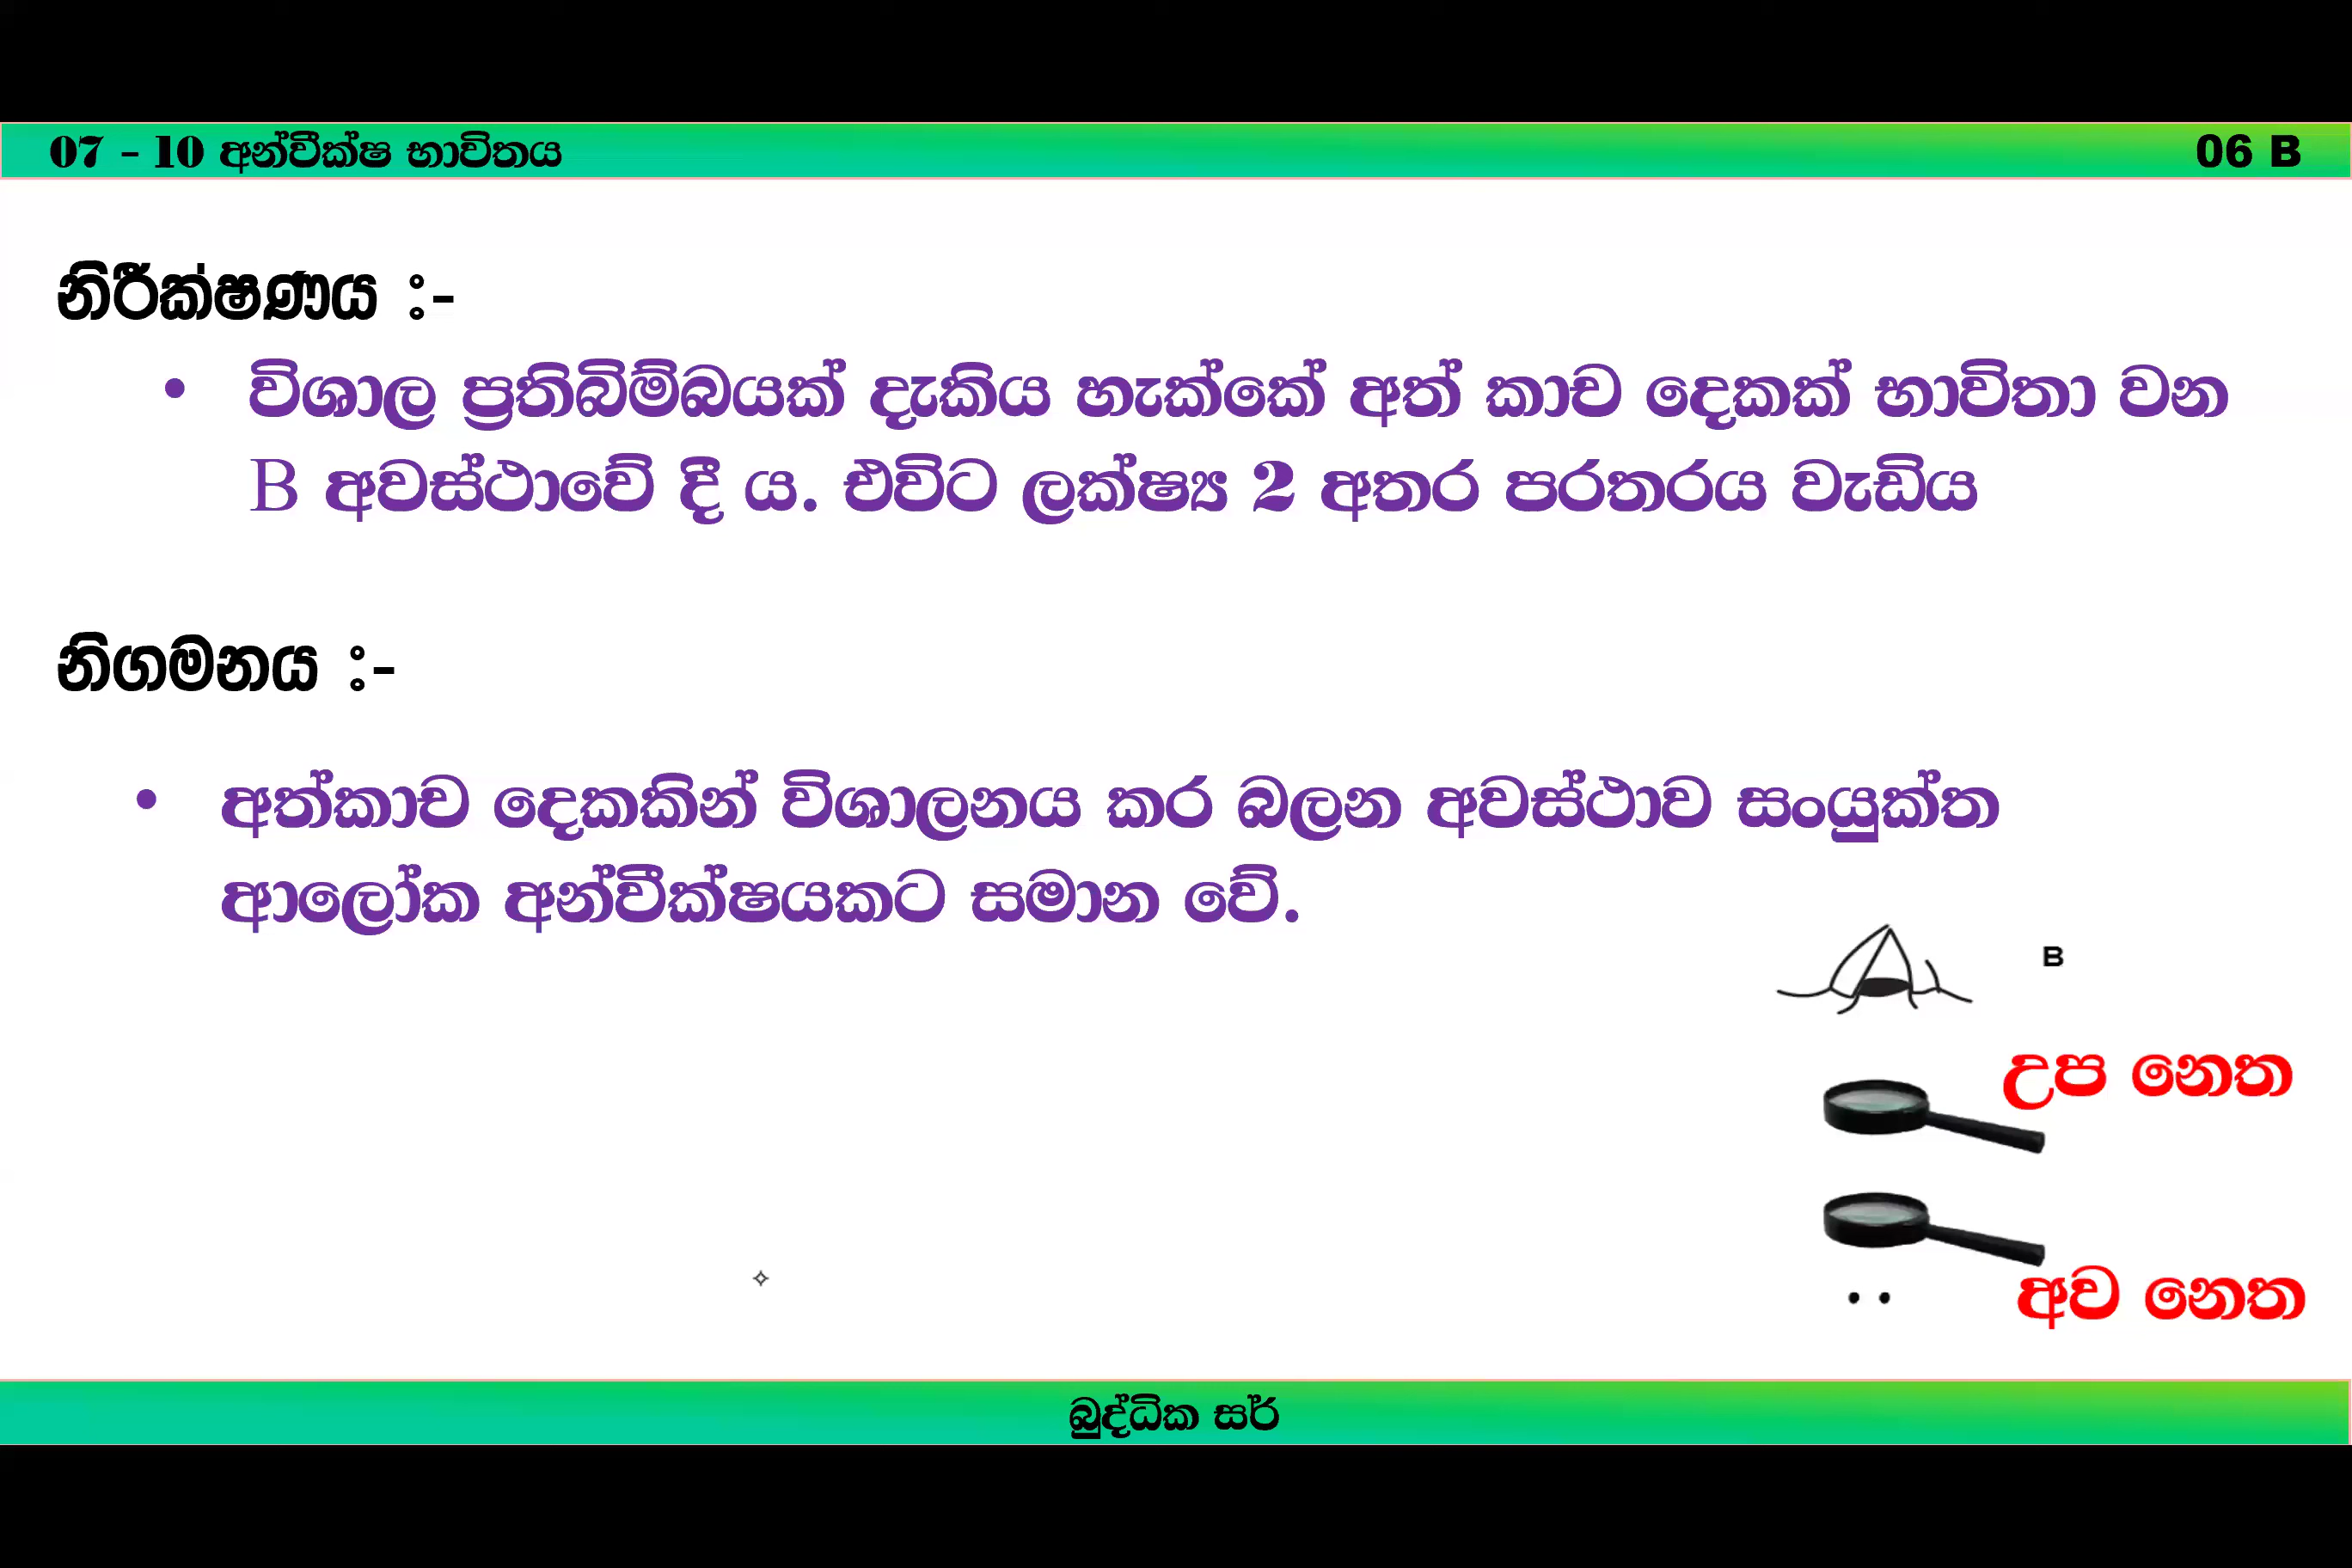 07 - 10 අන්වීක්ෂ භාවිතය
06 B
නිරීක්ෂණය :-
• විශාල ප්‍රතිබිම්බයක් දැකිය හැක්කේ අත් කාච දෙකක් භාවිතා වන
B අවස්ථාවේ දී ය. එවිට ලක්ෂ්‍ය 2 අතර පරතරය වැඩිය
නිගමනය :-
• අත්කාච දෙකකින් විශාලනය කර බලන අවස්ථාව සංයුක්ත
ආලෝක අන්වීක්ෂයකට සමාන වේ.
B
උප නෙත
අව නෙත
බුද්ධික සර්